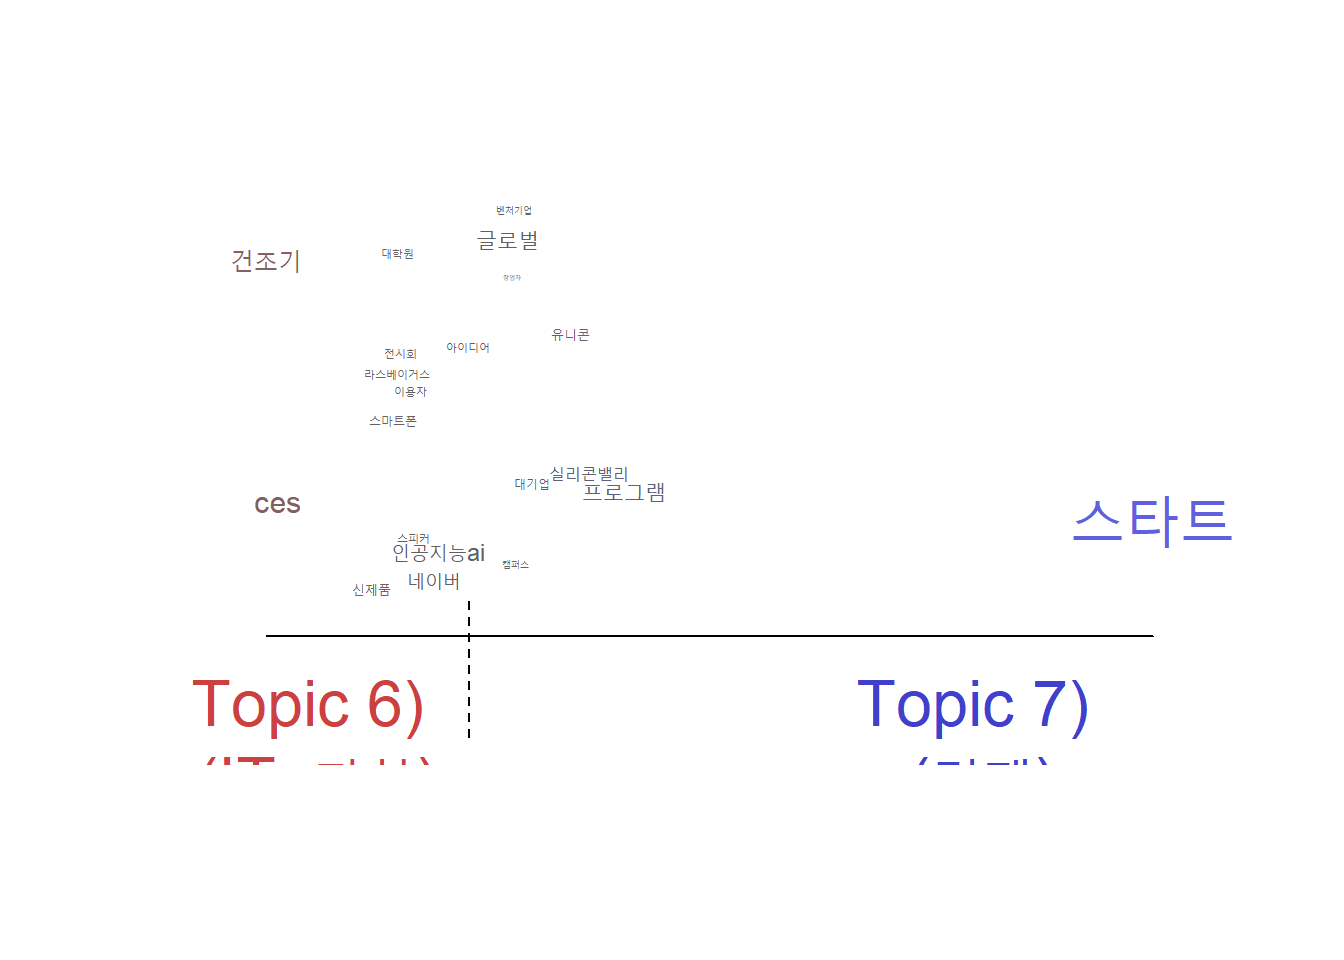 벤처기업
글로벌
대학원
건조기
창업자
유니콘
아이디어
전시회
라스베이거스
이용자
스마트폰
실리콘밸리
대기업
프로그램
ces
스타트
스피커
인공지능ai
캠퍼스
네이버
신제품
Topic 6)
Topic 7)